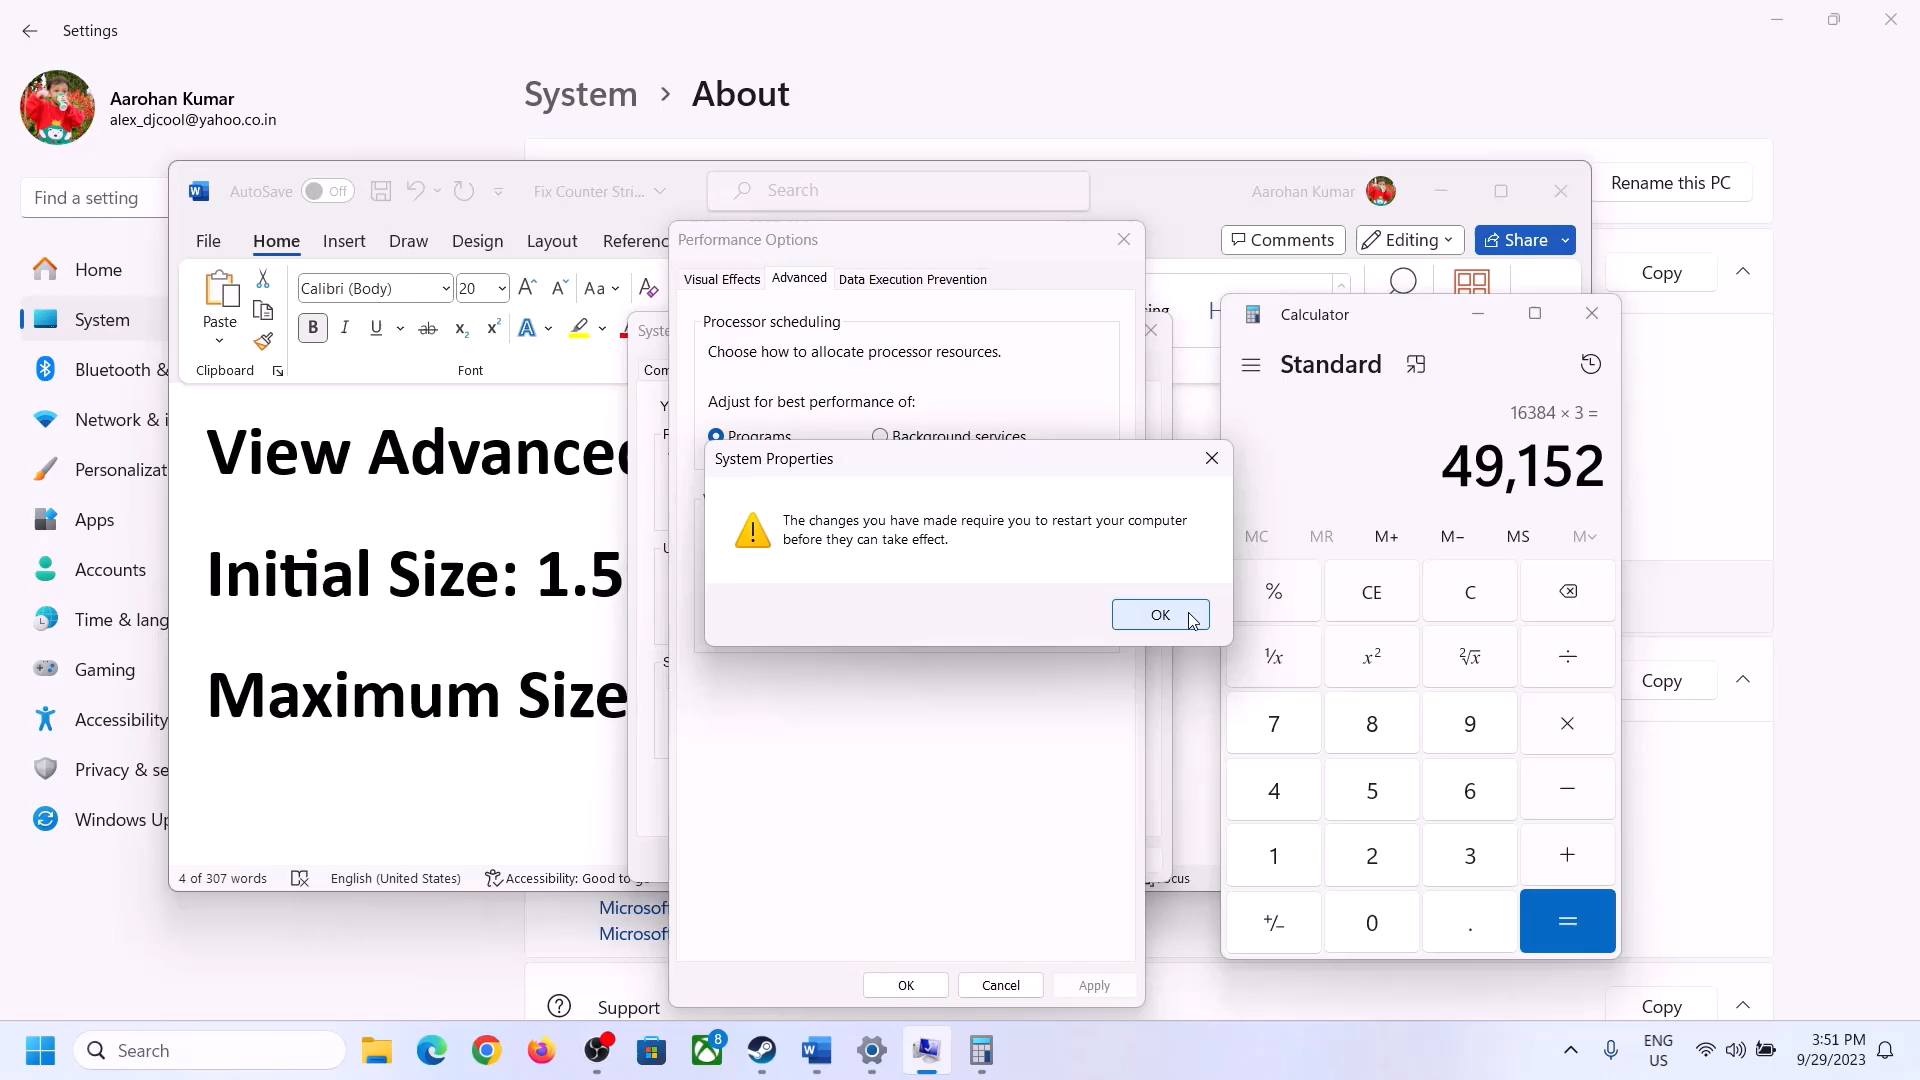 Settings
Aarohan Kumar
alex_djcool@yahoo.co.in
Find a setting
Home
System
Bluetooth &
Network & i
Personalizat
Apps
Accounts
Time & lang
Gaming
Accessibility
Privacy & se
Windows Up
System > About
Rename this PC
Copy
Copy
Copy
Support
Microsof
Microsof
AutoSave Off
Fix Counter Stri...
Search
Aarohan Kumar
File Home Insert Draw Design Layout Referenc
Comments Editing Share
Paste
Calibri (Body) 20
Aa
B I U ab x₂ x² A
Clipboard
Font
View Advanced
Initial Size: 1.5
Maximum Size
4 of 307 words
English (United States)
Accessibility: Good to
Syste
Com
Performance Options
Visual Effects Advanced Data Execution Prevention
Processor scheduling
Choose how to allocate processor resources.
Adjust for best performance of:
Programs Background services
OK Cancel Apply
System Properties
The changes you have made require you to restart your computer
before they can take effect.
OK
Calculator
Standard
16384 × 3 =
49,152
MC MR M+ M− MS M
% CE C
¹/x x² ²√x ÷
7 8 9 ×
4 5 6 −
1 2 3 +
+/− 0 . =
Search
8
ENG
US
3:51 PM
9/29/2023